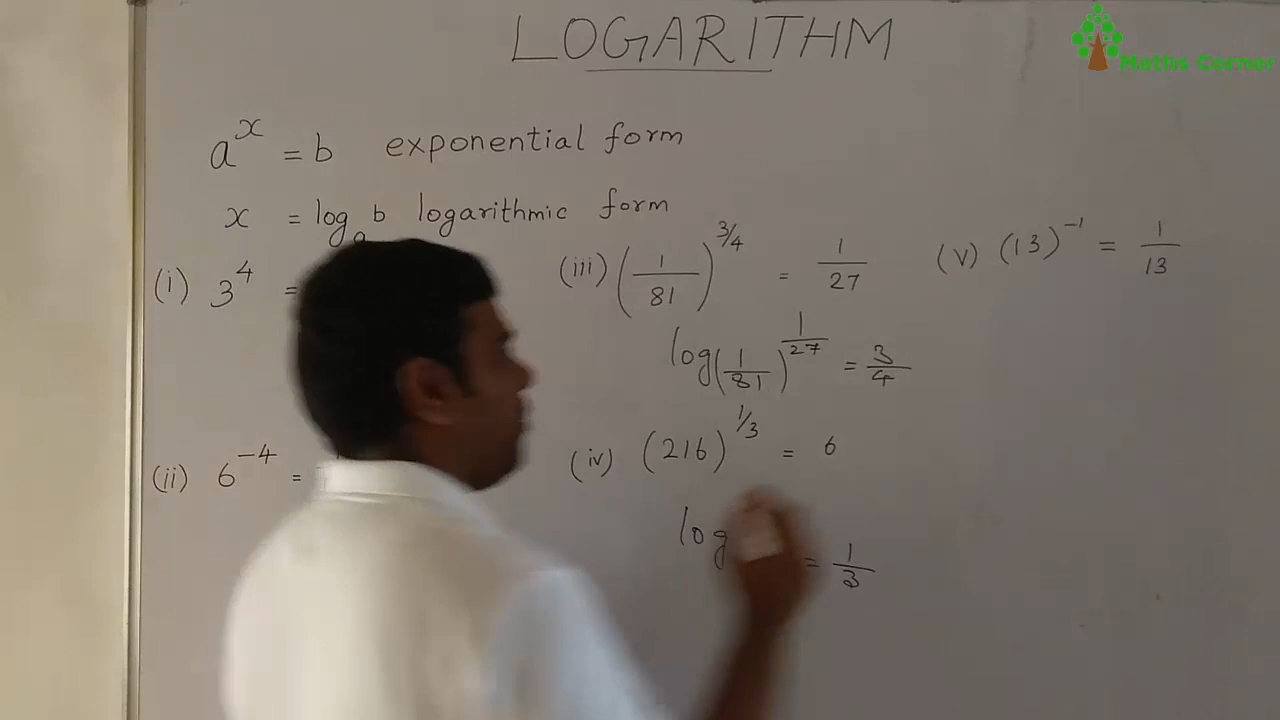 LOGARITHM
Maths Corner
a^x = b exponential form
x = log_a b logarithmic form
(i) 3^4 =
(ii) 6^-4 =
(iii) (1/81)^3/4 = 1/27
log(1/81) 1/27 = 3/4
(iv) (216)^1/3 = 6
log = 1/3
(v) (13)^-1 = 1/13